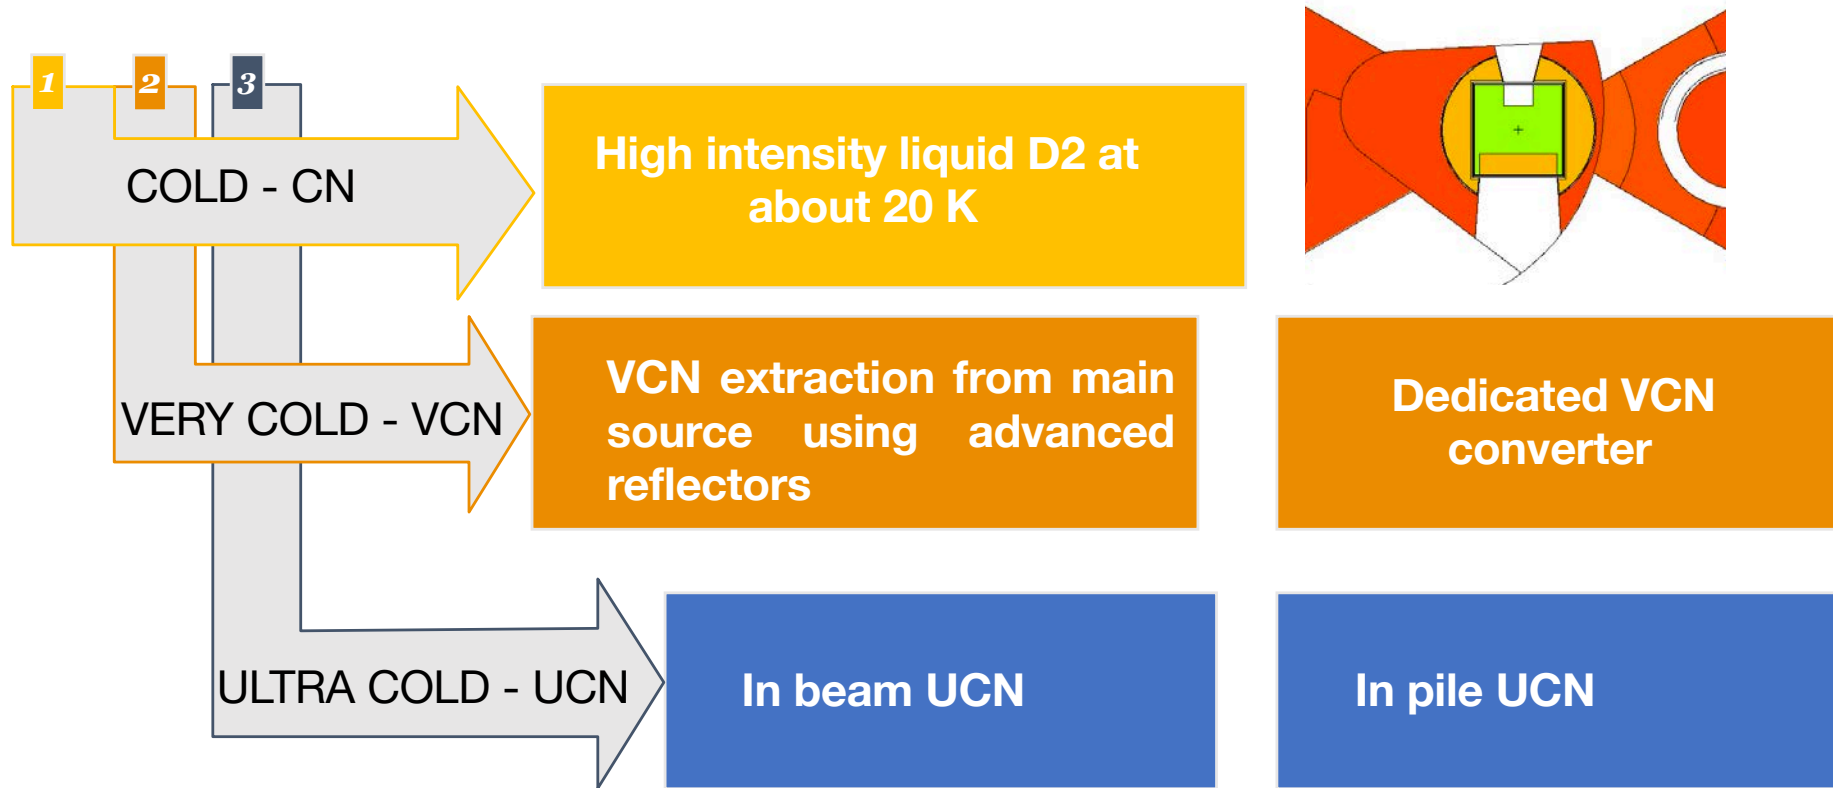 1
2
3
COLD - CN
High intensity liquid D2 at
about 20 K
VERY COLD - VCN
VCN extraction from main
source using advanced
reflectors
Dedicated VCN
converter
ULTRA COLD - UCN
In beam UCN
In pile UCN